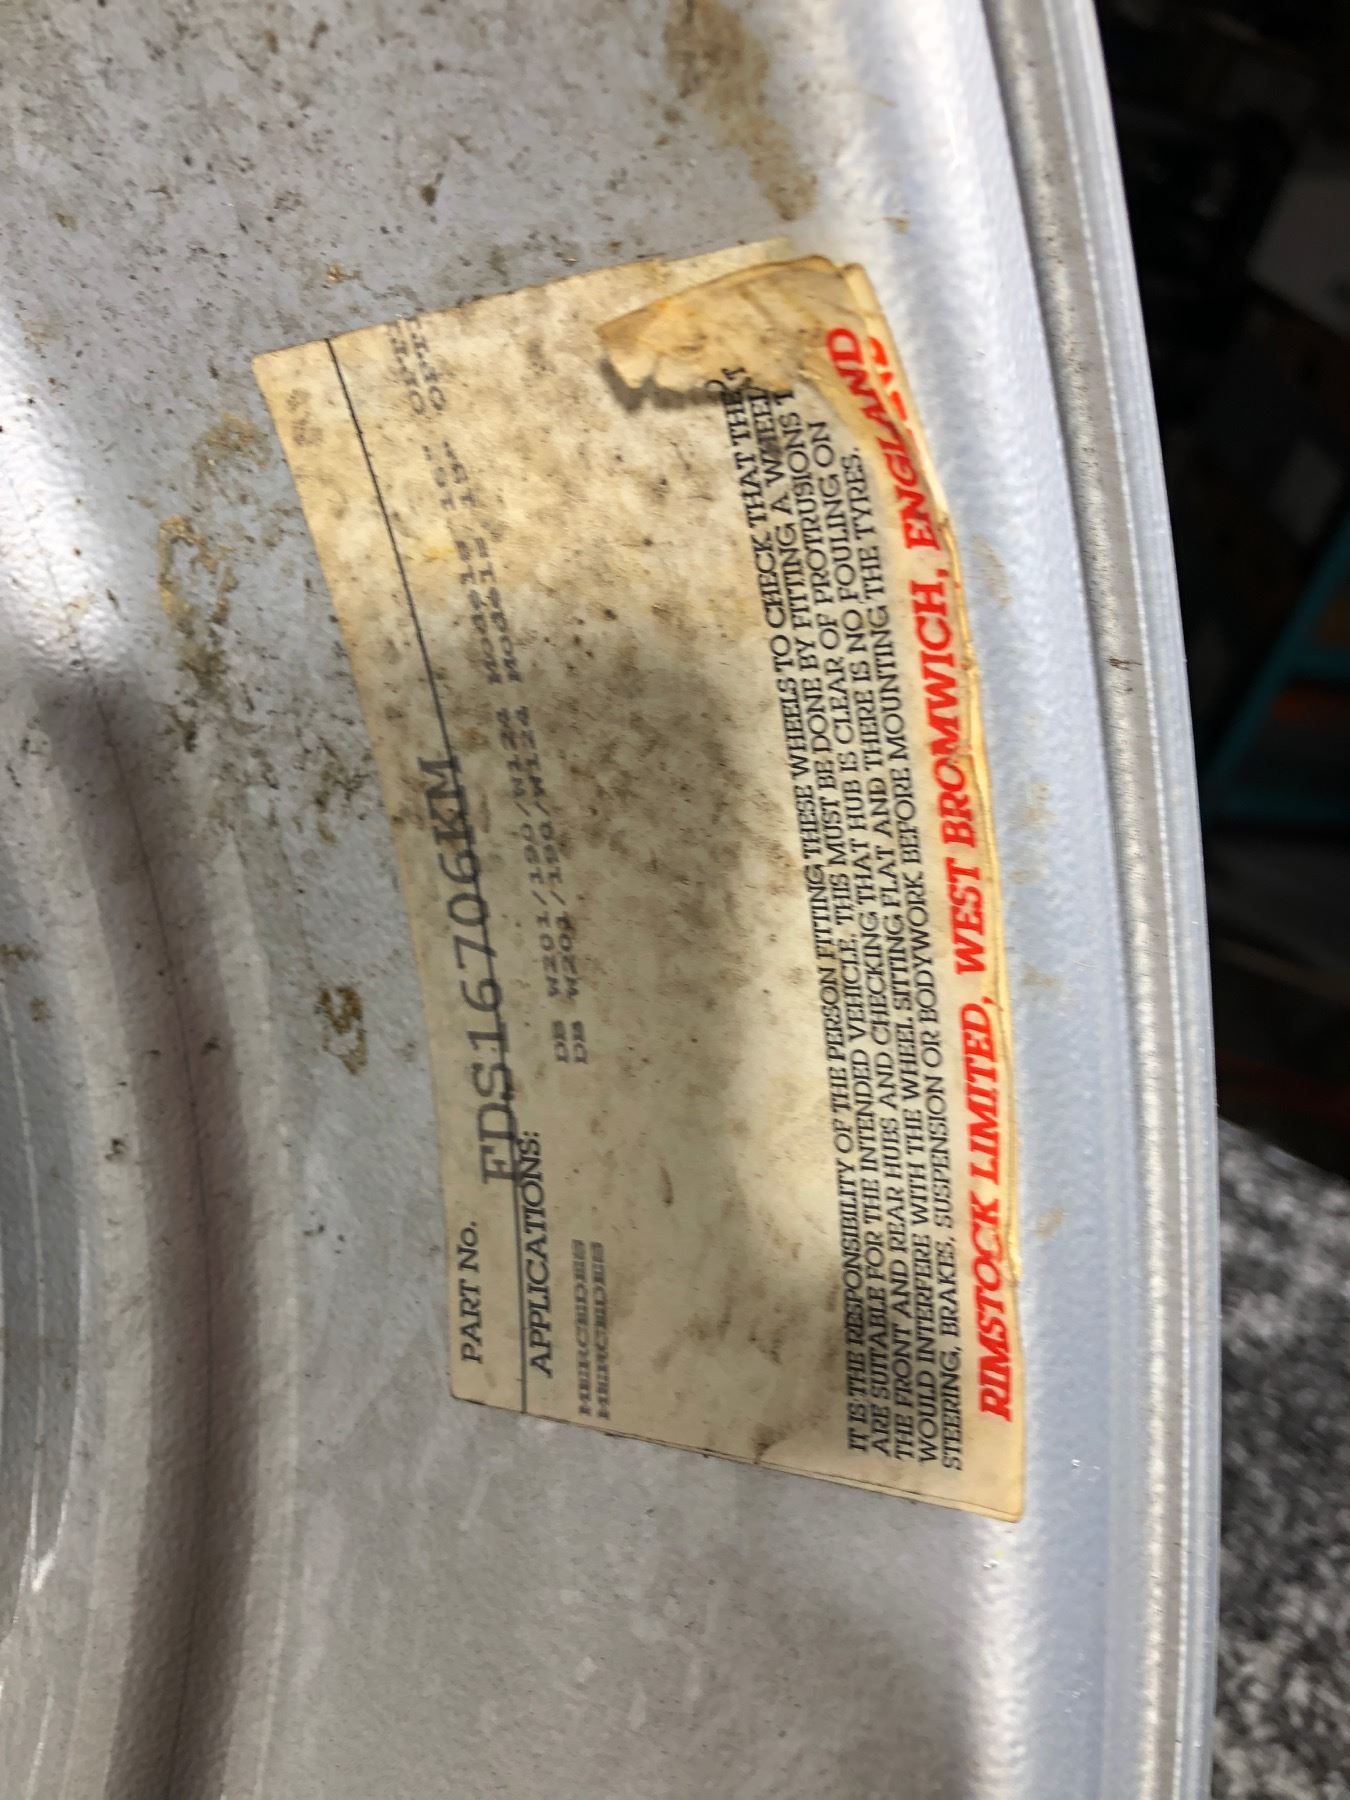 PART No. FDS16706KM
APPLICATIONS:
MERCEDES DB W201/190/W124 Models 15" OPT
MERCEDES DB W201/190/W124 Models 15" OPT
IT IS THE RESPONSIBILITY OF THE PERSON FITTING THESE WHEELS TO CHECK THAT THE
ARE SUITABLE FOR THE INTENDED VEHICLE. THIS MUST BE DONE BY FITTING A WHEEL
THE FRONT AND REAR HUBS AND CHECKING THAT HUB IS CLEAR OF PROTRUSIONS
WOULD INTERFERE WITH THE WHEEL SITTING FLAT AND THERE IS NO FOULING ON
STEERING, BRAKES, SUSPENSION OR BODYWORK BEFORE MOUNTING THE TYRES.
RIMSTOCK LIMITED, WEST BROMWICH, ENGLAND